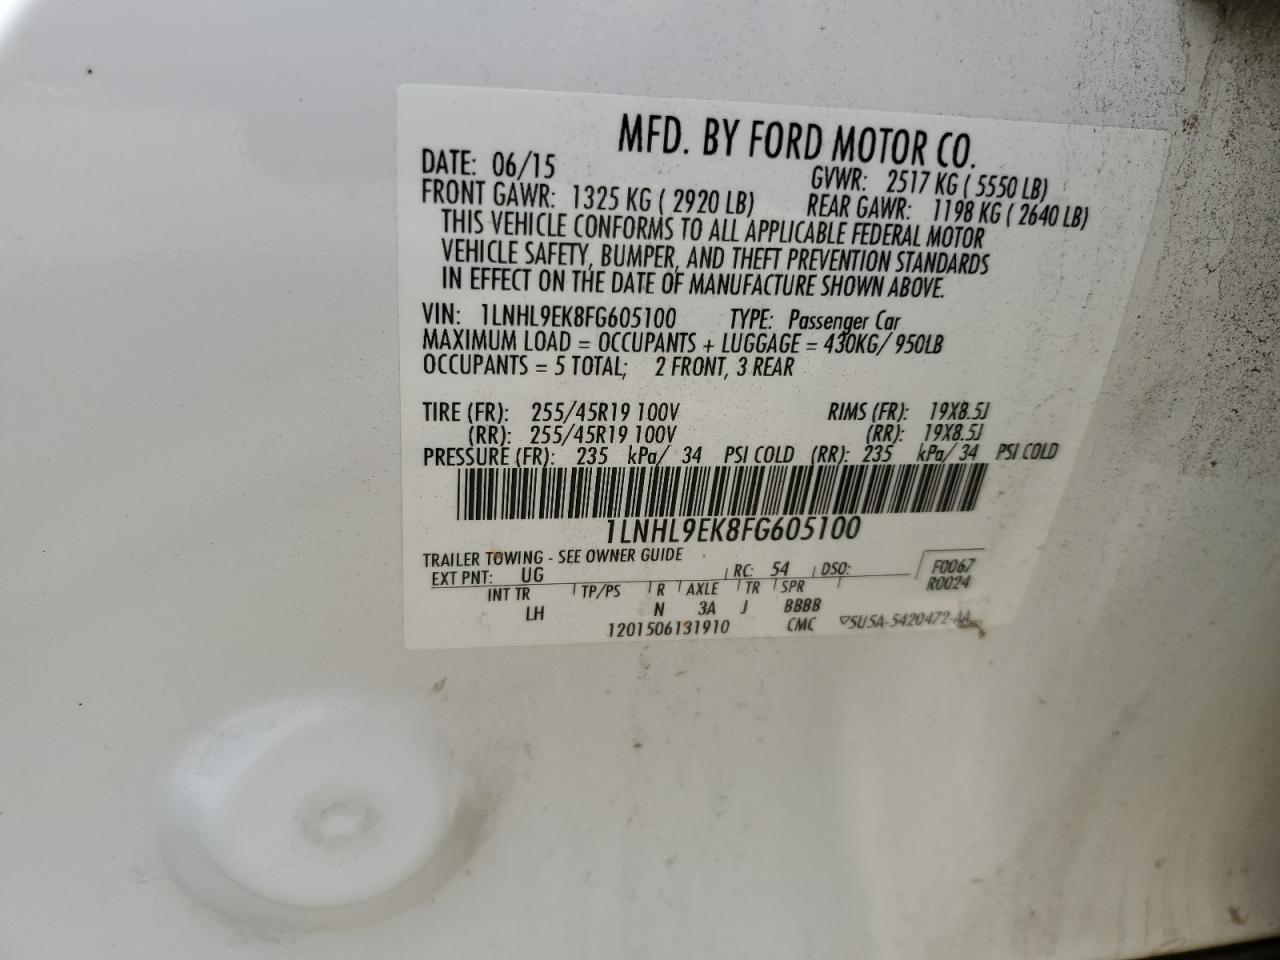 MFD. BY FORD MOTOR CO.
DATE: 06/15 GVWR: 2517 KG ( 5550 LB)
FRONT GAWR: 1325 KG ( 2920 LB) REAR GAWR: 1198 KG ( 2640 LB)
THIS VEHICLE CONFORMS TO ALL APPLICABLE FEDERAL MOTOR
VEHICLE SAFETY, BUMPER, AND THEFT PREVENTION STANDARDS
IN EFFECT ON THE DATE OF MANUFACTURE SHOWN ABOVE.
VIN: 1LNHL9EK8FG605100 TYPE: Passenger Car
MAXIMUM LOAD = OCCUPANTS + LUGGAGE = 430KG/ 950LB
OCCUPANTS = 5 TOTAL; 2 FRONT, 3 REAR
TIRE (FR): 255/45R19 100V RIMS (FR): 19X8.5J
(RR): 255/45R19 100V (RR): 19X8.5J
PRESSURE (FR): 235 kPa/ 34 PSI COLD (RR): 235 kPa/ 34 PSI COLD
1LNHL9EK8FG605100
TRAILER TOWING - SEE OWNER GUIDE
EXT PNT: UG RC: 54 DSO: F0067
R0024
INT TR TP/PS R AXLE TR SPR
LH N 3A J BBBB
1201506131910 CMC ▽5U5A-5420472-AA